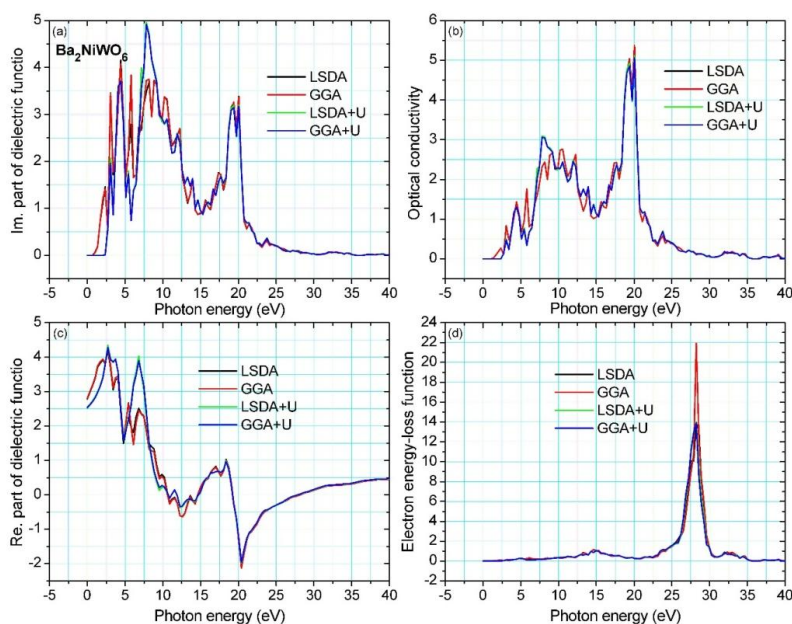 (a)
Ba2NiWO6
LSDA
GGA
LSDA+U
GGA+U
Im. part of dielectric functio
5
4
3
2
1
0
-5 0 5 10 15 20 25 30 35 40
Photon energy (eV)
(b)
LSDA
GGA
LSDA+U
GGA+U
Optical conductivity
6
5
4
3
2
1
0
-5 0 5 10 15 20 25 30 35 40
Photon energy (eV)
(c)
LSDA
GGA
LSDA+U
GGA+U
Re. part of dielectric functio
5
4
3
2
1
0
-1
-2
-5 0 5 10 15 20 25 30 35 40
Photon energy (eV)
(d)
LSDA
GGA
LSDA+U
GGA+U
Electron energy-loss function
24
22
20
18
16
14
12
10
8
6
4
2
0
-2
-5 0 5 10 15 20 25 30 35 40
Photon energy (eV)